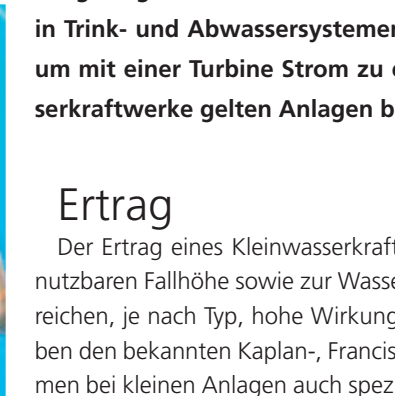 in Trink- und Abwassersystemen
um mit einer Turbine Strom zu
serkraftwerke gelten Anlagen b
Ertrag
Der Ertrag eines Kleinwasserkraft
nutzbaren Fallhöhe sowie zur Wasse
reichen, je nach Typ, hohe Wirkung
ben den bekannten Kaplan-, Francis
men bei kleinen Anlagen auch spez